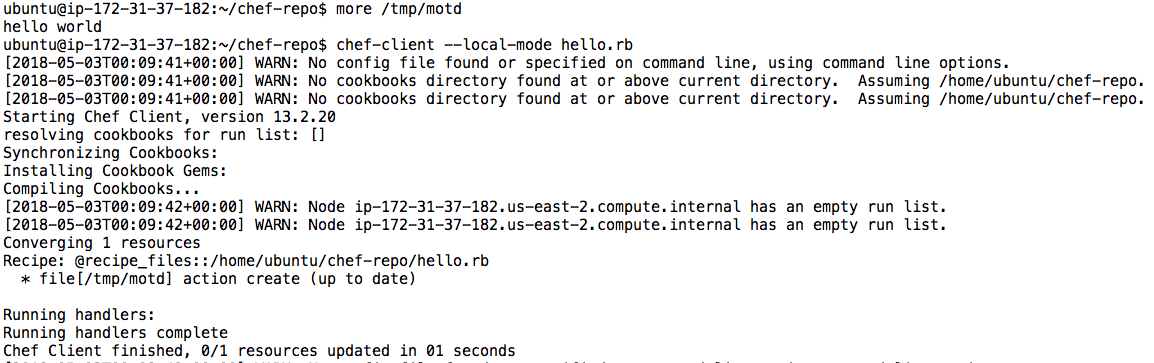 ubuntu@ip-172-31-37-182:~/chef-repo$ more /tmp/motd
hello world
ubuntu@ip-172-31-37-182:~/chef-repo$ chef-client --local-mode hello.rb
[2018-05-03T00:09:41+00:00] WARN: No config file found or specified on command line, using command line options.
[2018-05-03T00:09:41+00:00] WARN: No cookbooks directory found at or above current directory.  Assuming /home/ubuntu/chef-repo.
[2018-05-03T00:09:41+00:00] WARN: No cookbooks directory found at or above current directory.  Assuming /home/ubuntu/chef-repo.
Starting Chef Client, version 13.2.20
resolving cookbooks for run list: []
Synchronizing Cookbooks:
Installing Cookbook Gems:
Compiling Cookbooks...
[2018-05-03T00:09:42+00:00] WARN: Node ip-172-31-37-182.us-east-2.compute.internal has an empty run list.
[2018-05-03T00:09:42+00:00] WARN: Node ip-172-31-37-182.us-east-2.compute.internal has an empty run list.
Converging 1 resources
Recipe: @recipe_files::/home/ubuntu/chef-repo/hello.rb
  * file[/tmp/motd] action create (up to date)

Running handlers:
Running handlers complete
Chef Client finished, 0/1 resources updated in 01 seconds